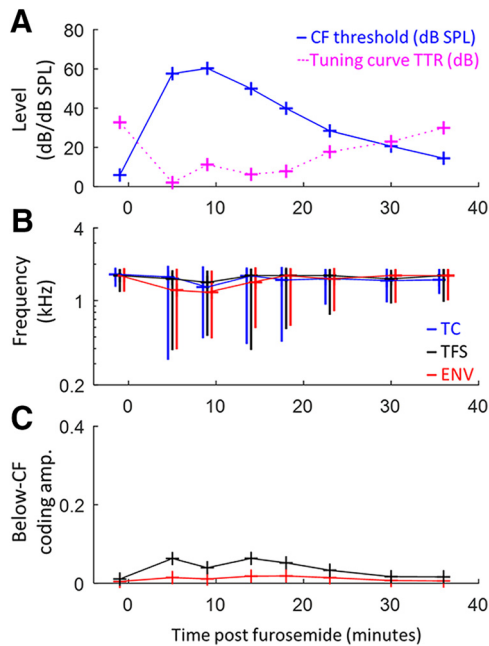 A
CF threshold (dB SPL)
Tuning curve TTR (dB)
Level
(dB/dB SPL)
80
60
40
20
0
0 10 20 30 40
B
Frequency
(kHz)
4
1
0.2
TC
TFS
ENV
0 10 20 30 40
C
Below-CF
coding amp.
0.4
0.2
0
0 10 20 30 40
Time post furosemide (minutes)